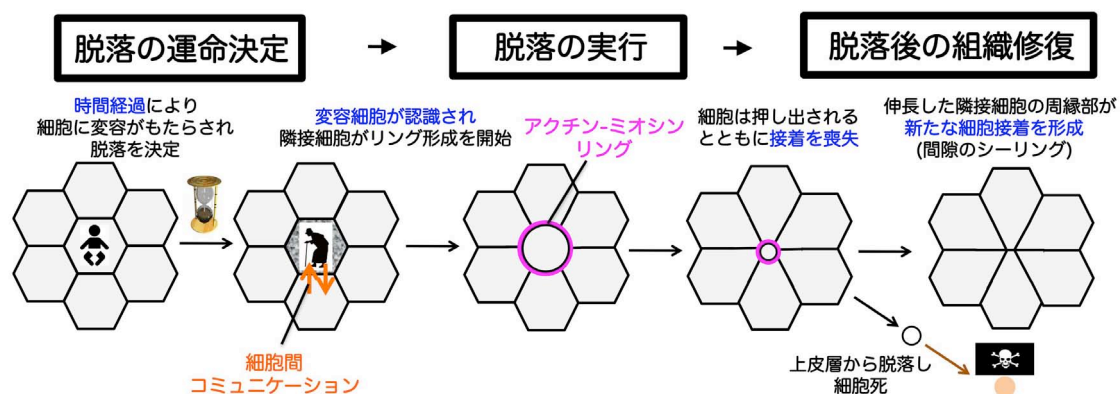 脱落の運命決定
脱落の実行
脱落後の組織修復
時間経過により
細胞に変容がもたらされ
脱落を決定
変容細胞が認識され
隣接細胞がリング形成を開始
アクチン-ミオシン
リング
細胞は押し出される
とともに接着を喪失
伸長した隣接細胞の周縁部が
新たな細胞接着を形成
(間隙のシーリング)
細胞間
コミュニケーション
上皮層から脱落し
細胞死